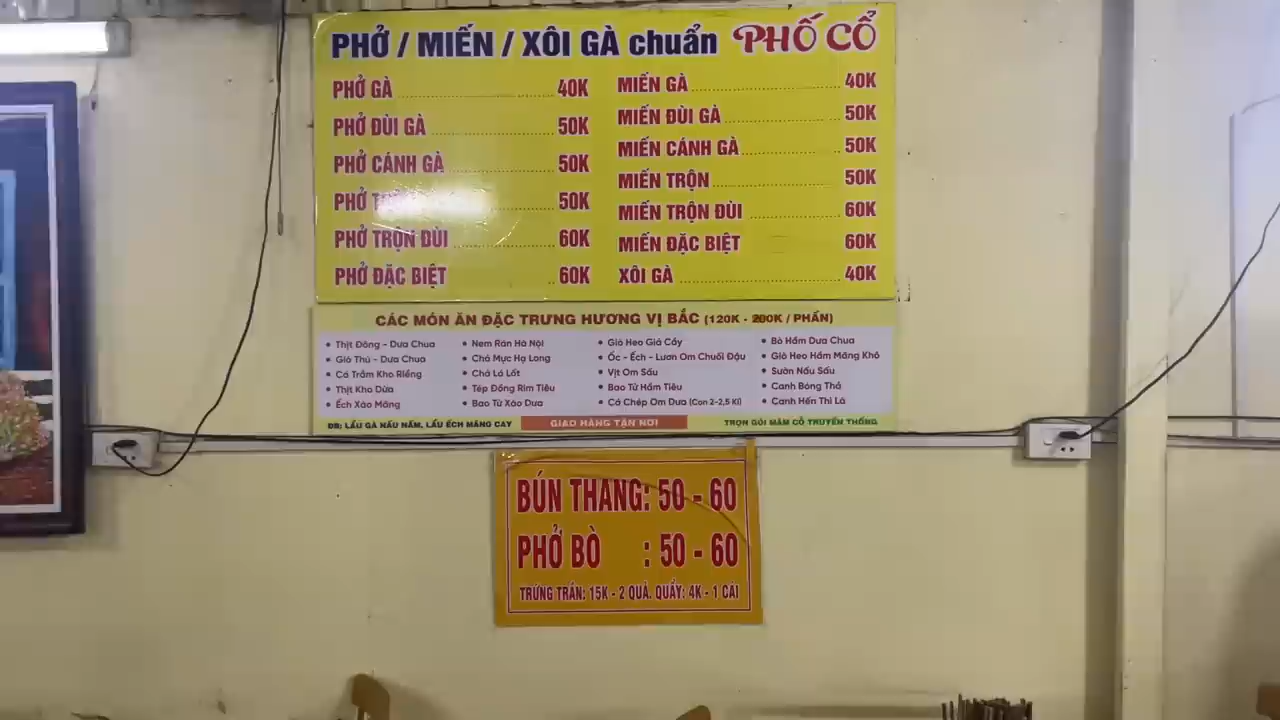 PHỞ / MIẾN / XÔI GÀ chuẩn PHỐ CỔ
PHỞ GÀ 40K
PHỞ ĐÙI GÀ 50K
PHỞ CÁNH GÀ 50K
PHỞ 50K
PHỞ TRỘN ĐÙI 60K
PHỞ ĐẶC BIỆT 60K
MIẾN GÀ 40K
MIẾN ĐÙI GÀ 50K
MIẾN CÁNH GÀ 50K
MIẾN TRỘN 50K
MIẾN TRỘN ĐÙI 60K
MIẾN ĐẶC BIỆT 60K
XÔI GÀ 40K
CÁC MÓN ĂN ĐẶC TRƯNG HƯƠNG VỊ BẮC (120K - 200K / PHẦN)
Thịt Đông - Dưa Chua
Giò Thủ - Dưa Chua
Cá Trắm Kho Riềng
Thịt Kho Dừa
Ếch Xào Măng
Nem Rán Hà Nội
Chả Mực Hạ Long
Chả Lá Lốt
Tép Đồng Rim Tiêu
Bao Tử Xào Dưa
Giò Heo Giả Cầy
Ốc - Ếch - Lươn Om Chuối Đậu
Vịt Om Sấu
Bao Tử Hầm Tiêu
Cá Chép Om Dưa (Con 2-2,5 Kí)
Bò Hầm Dưa Chua
Giò Heo Hầm Măng Khô
Sườn Nấu Sấu
Canh Bóng Thả
Canh Hến Thì Là
ĐB: LẨU GÀ NẤU NẤM, LẨU ẾCH MĂNG CAY
GIAO HÀNG TẬN NƠI
TRỌN GÓI MÂM CỖ TRUYỀN THỐNG
BÚN THANG: 50 - 60
PHỞ BÒ : 50 - 60
TRỨNG TRẦN: 15K - 2 QUẢ. QUẨY: 4K - 1 CÁI